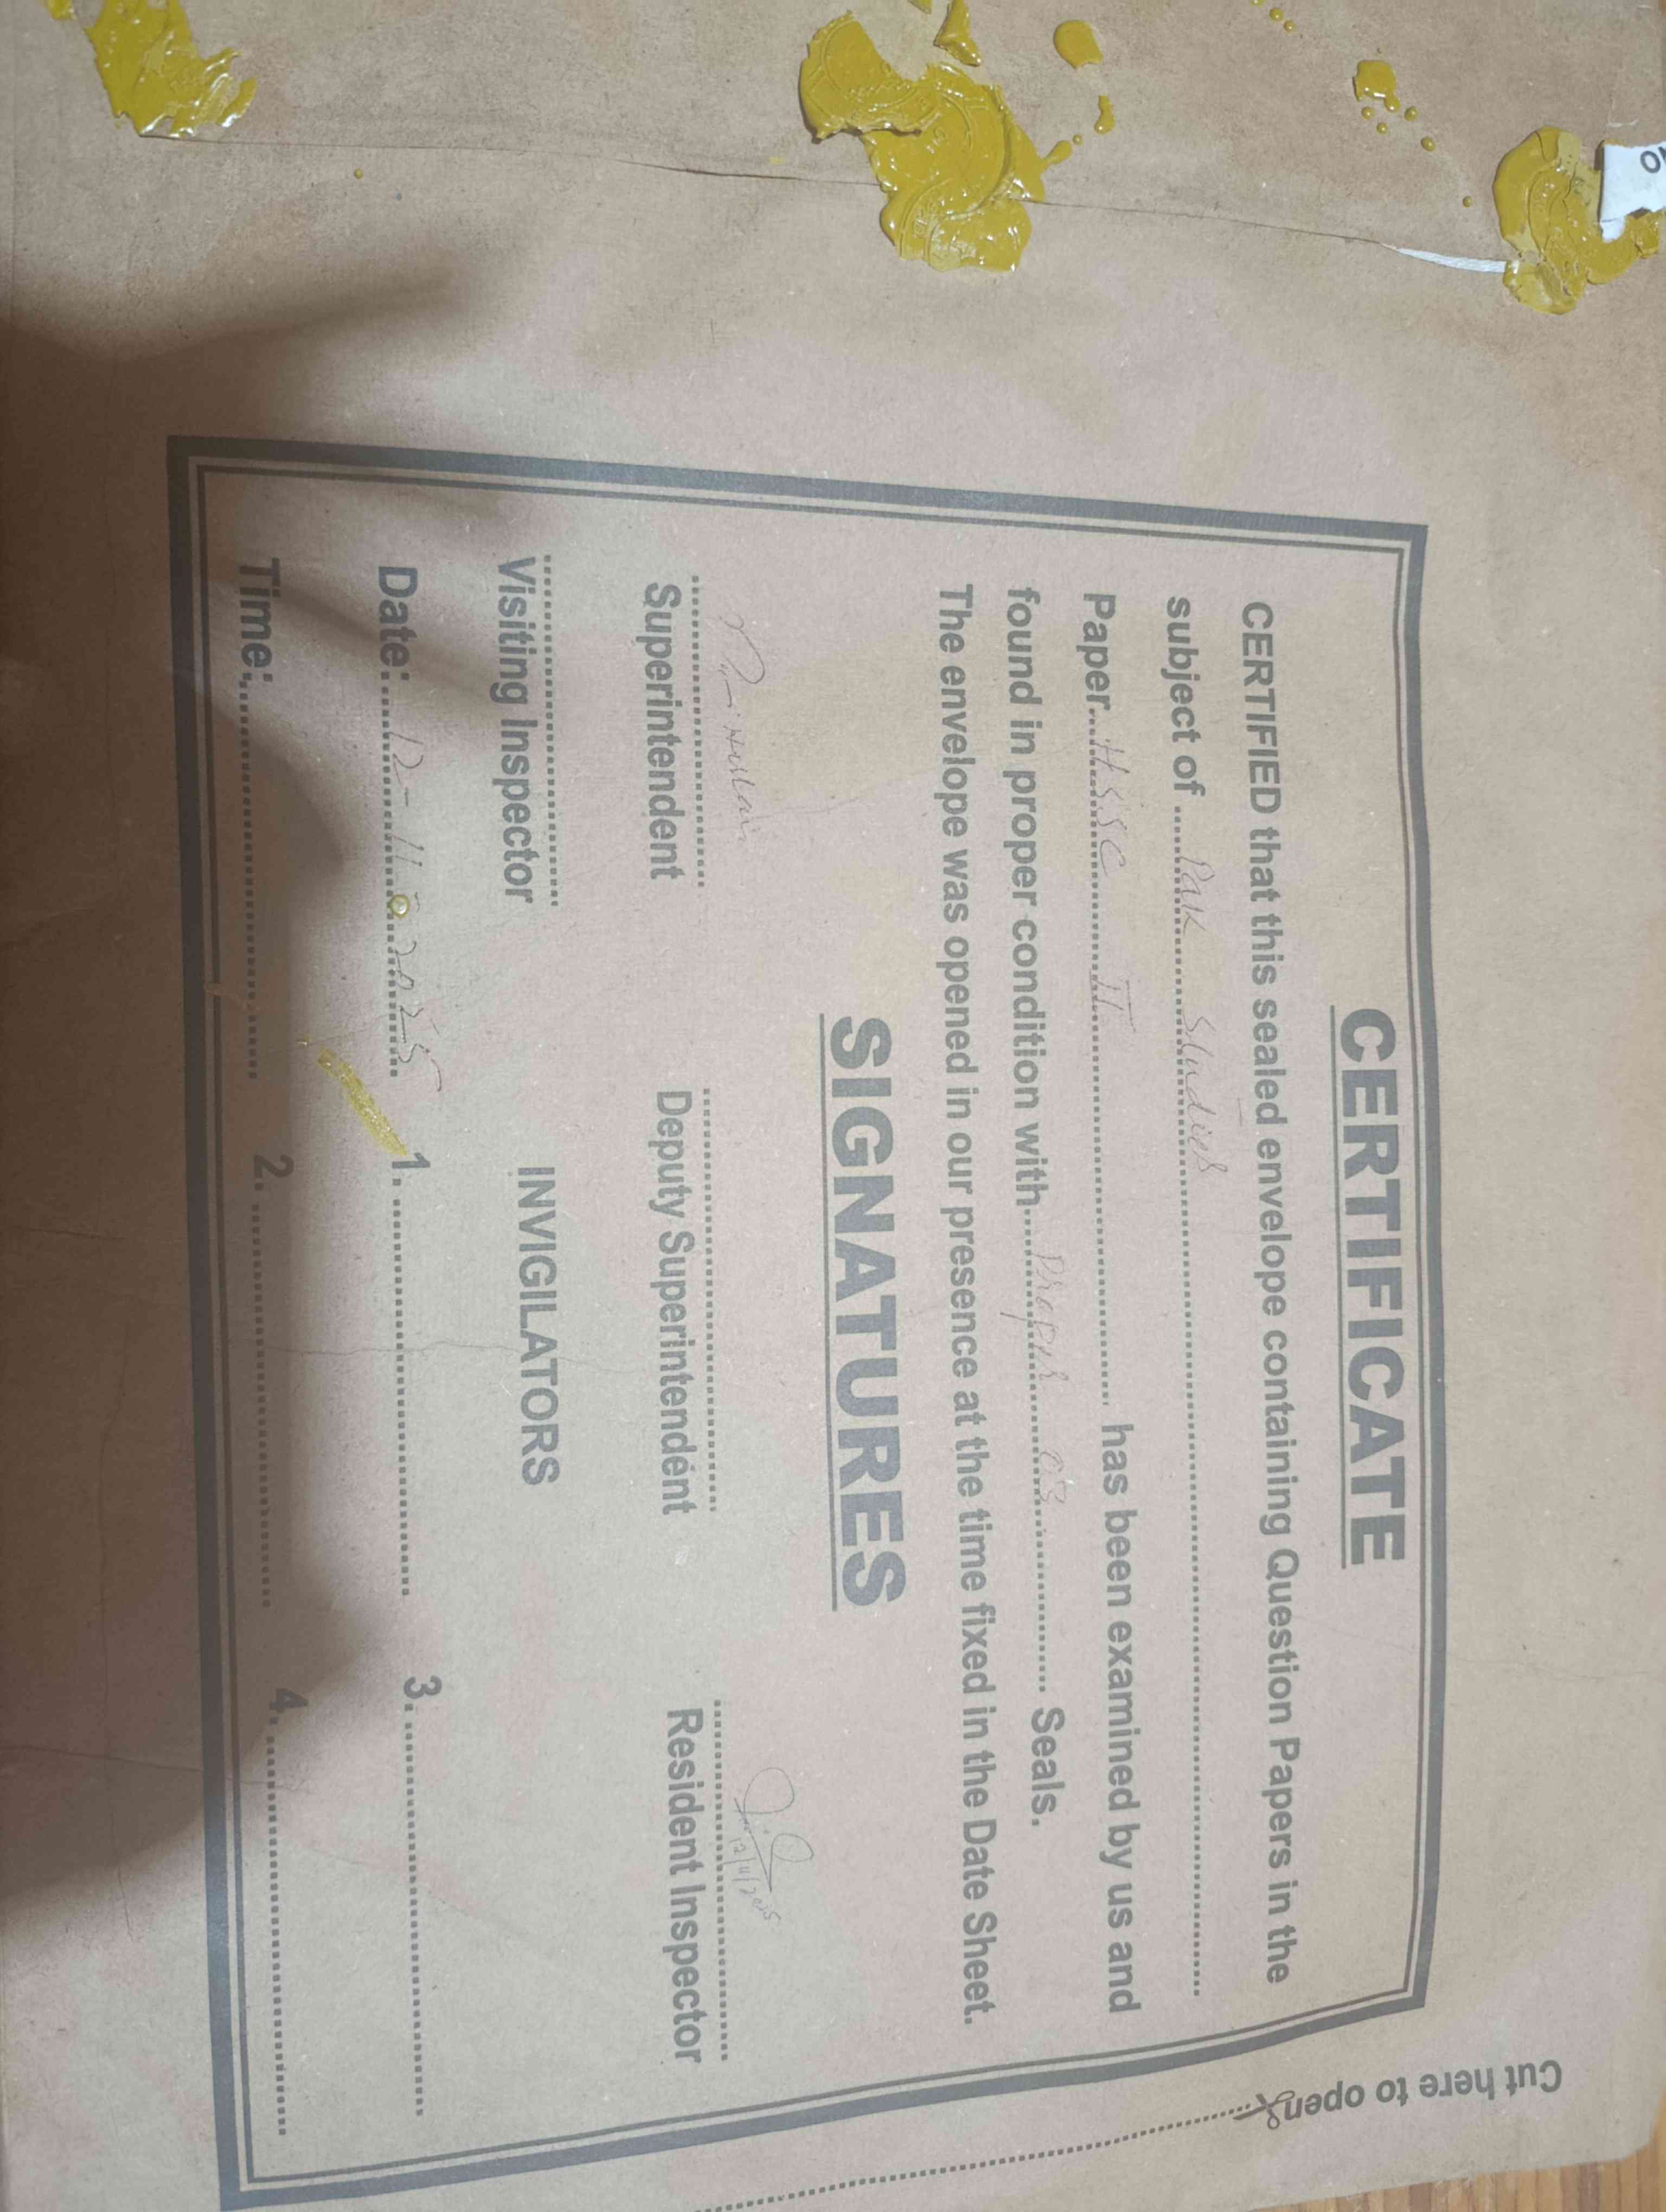 CERTIFICATE
CERTIFIED that this sealed envelope containing Question Papers in the
subject of ..... Pak Studies .....
Paper... HSSC II ..... has been examined by us and
found in proper condition with... Proper 03 ..... Seals.
The envelope was opened in our presence at the time fixed in the Date Sheet.
SIGNATURES
12/11/2025
Superintendent Deputy Superintendent Resident Inspector
Visiting Inspector INVIGILATORS
Date: 12-11-2025 1. ..... 3. .....
Time: ..... 2. ..... 4. .....
Cut here to open